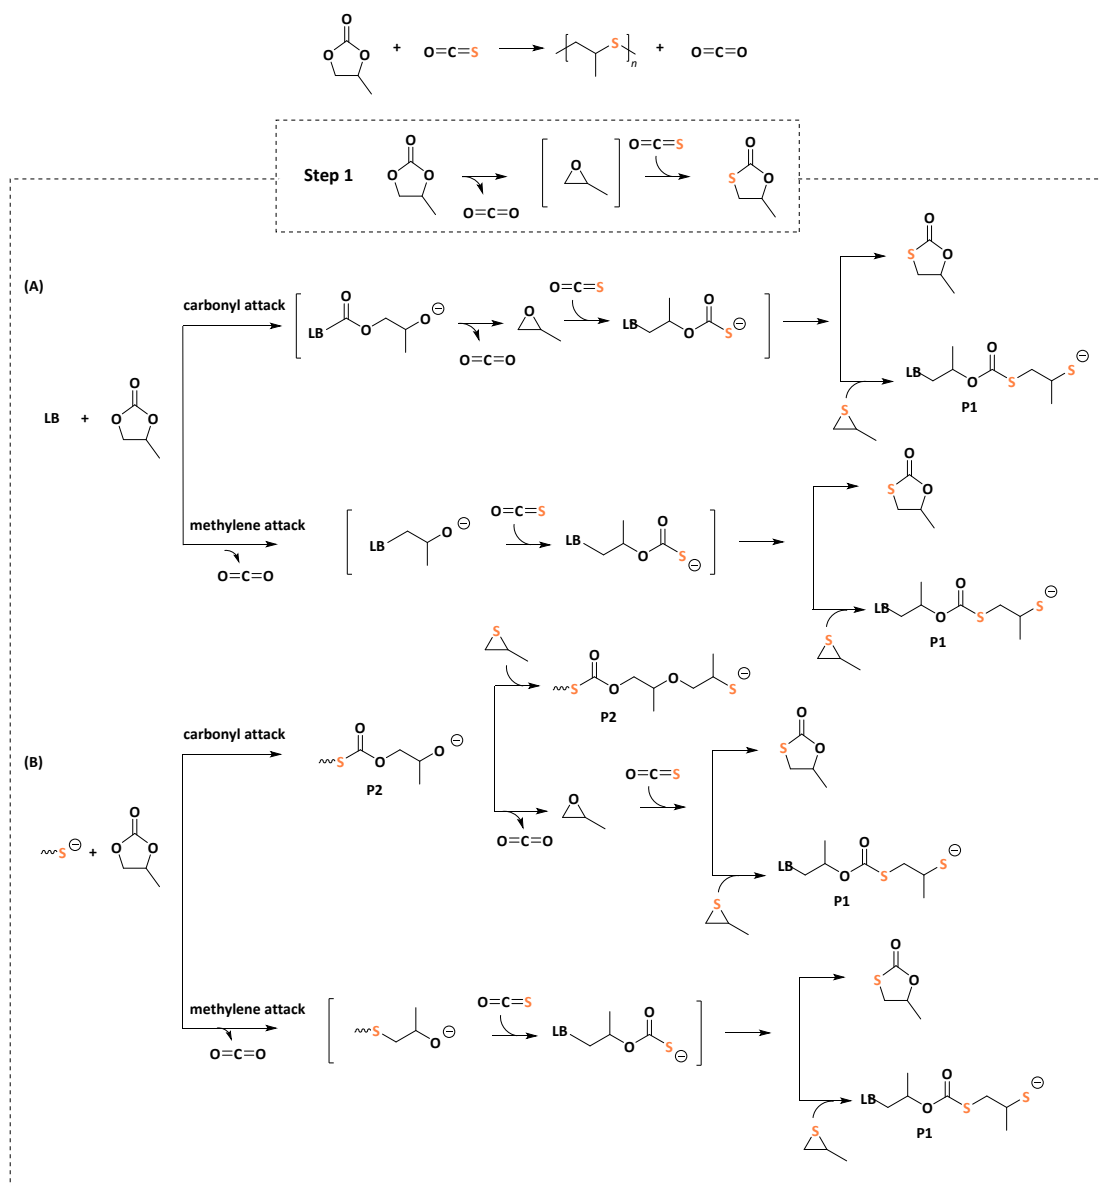 O
O O + O=C=S S n + O=C=O
Step 1
O
O O
O=C=O
O
O=C=S
O
S O
(A)
carbonyl attack
O
LB O O ⊖
O=C=O
O
O=C=S
LB O O S ⊖
O
S O
LB O O S S ⊖
P1
S
LB +
O
O O
methylene attack
O=C=O
LB O ⊖
O=C=S
LB O O S ⊖
O
S O
LB O O S S ⊖
P1
S
(B)
S ⊖ +
O
O O
carbonyl attack
S O O O ⊖
P2
S
S O O O S ⊖
P2
O=C=O
O
O=C=S
O
S O
LB O O S S ⊖
P1
S
methylene attack
O=C=O
S O ⊖
O=C=S
LB O O S ⊖
O
S O
LB O O S S ⊖
P1
S